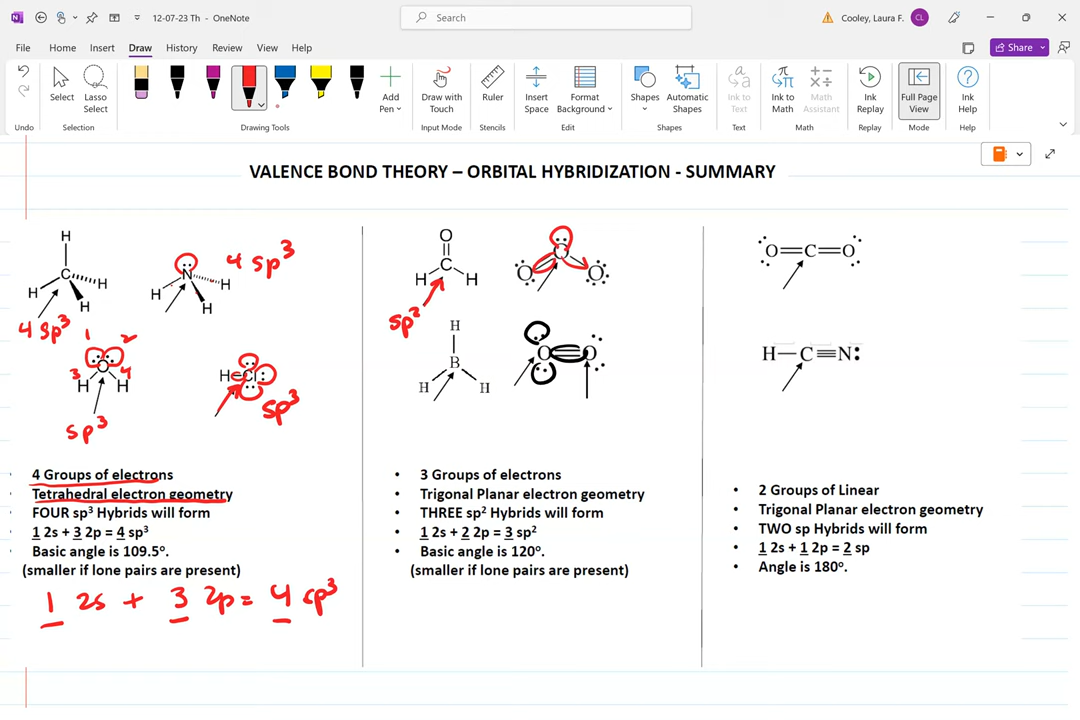 12-07-23 Th - OneNote
Search
Cooley, Laura F.
CL
File Home Insert Draw History Review View Help
Share
Undo
Select
Lasso Select
Selection
Drawing Tools
Add Pen
Draw with Touch
Input Mode
Ruler
Stencils
Insert Space
Format Background
Edit
Shapes
Automatic Shapes
Shapes
Ink to Text
Text
Ink to Math
Math Assistant
Math
Ink Replay
Replay
Full Page View
Mode
Ink Help
Help
VALENCE BOND THEORY – ORBITAL HYBRIDIZATION - SUMMARY
H
C
H
H
H
4 sp³
N
H
H
H
4 sp³
1 2
O
3 4
H H
sp³
H Cl
sp³
4 Groups of electrons
Tetrahedral electron geometry
FOUR sp³ Hybrids will form
1 2s + 3 2p = 4 sp³
Basic angle is 109.5°.
(smaller if lone pairs are present)
1 2s + 3 2p = 4 sp³
O
C
H H
sp²
O
O O
H
B
H H
O O
• 3 Groups of electrons
• Trigonal Planar electron geometry
• THREE sp² Hybrids will form
• 1 2s + 2 2p = 3 sp²
• Basic angle is 120°.
(smaller if lone pairs are present)
O=C=O
H–C≡N:
• 2 Groups of Linear
• Trigonal Planar electron geometry
• TWO sp Hybrids will form
• 1 2s + 1 2p = 2 sp
• Angle is 180°.